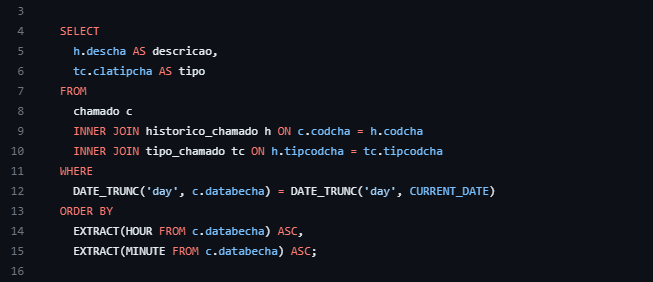 3
4 SELECT
5 h.descha AS descricao,
6 tc.clatipcha AS tipo
7 FROM
8 chamado c
9 INNER JOIN historico_chamado h ON c.codcha = h.codcha
10 INNER JOIN tipo_chamado tc ON h.tipcodcha = tc.tipcodcha
11 WHERE
12 DATE_TRUNC('day', c.databecha) = DATE_TRUNC('day', CURRENT_DATE)
13 ORDER BY
14 EXTRACT(HOUR FROM c.databecha) ASC,
15 EXTRACT(MINUTE FROM c.databecha) ASC;
16